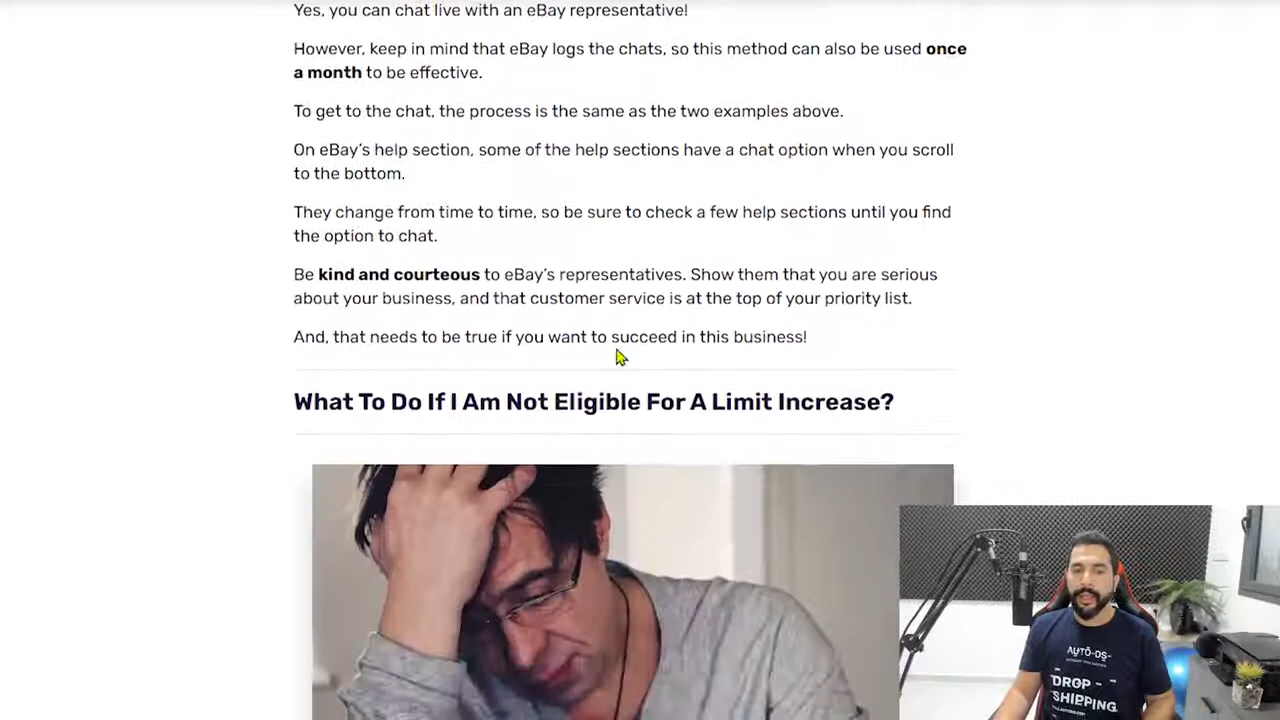 Yes, you can chat live with an eBay representative!
However, keep in mind that eBay logs the chats, so this method can also be used once
a month to be effective.
To get to the chat, the process is the same as the two examples above.
On eBay’s help section, some of the help sections have a chat option when you scroll
to the bottom.
They change from time to time, so be sure to check a few help sections until you find
the option to chat.
Be kind and courteous to eBay’s representatives. Show them that you are serious
about your business, and that customer service is at the top of your priority list.
And, that needs to be true if you want to succeed in this business!
What To Do If I Am Not Eligible For A Limit Increase?
AUTO-DS-
DROP -
SHIPPING